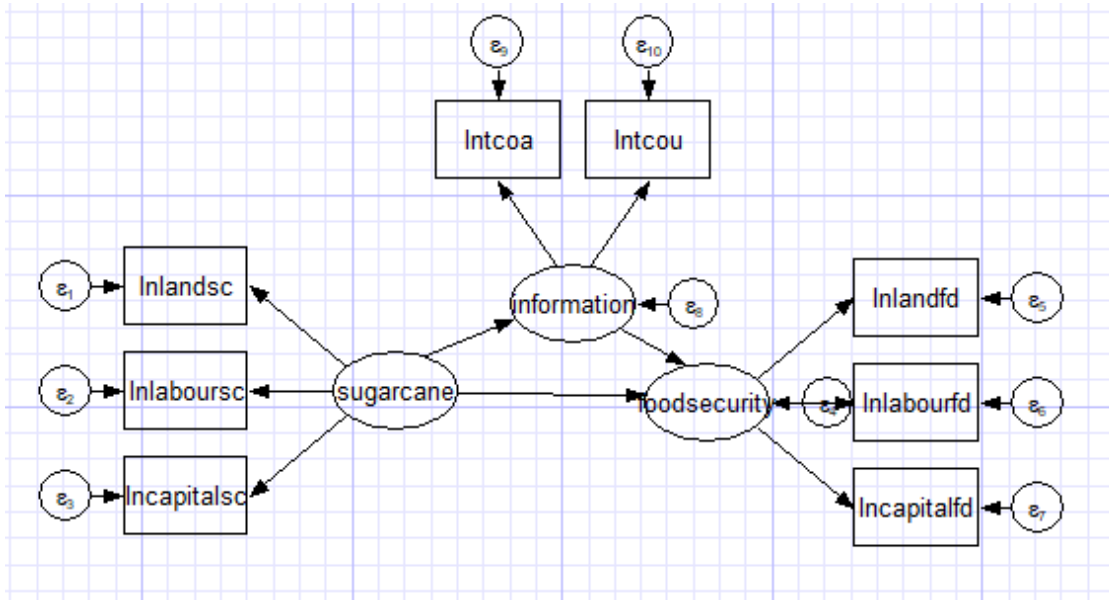 ε9
ε10
lntcoa
lntcou
ε1
lnlandsc
information
ε8
lnlandfd
ε5
ε2
lnlaboursc
sugarcane
foodsecurity
ε4
lnlabourfd
ε6
ε3
lncapitalsc
lncapitalfd
ε7